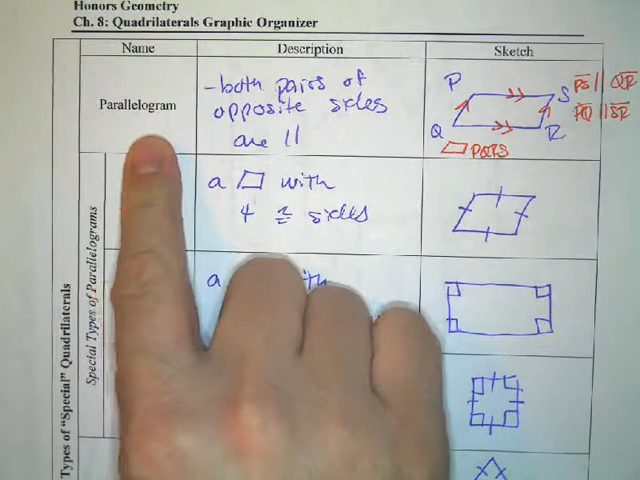 Honors Geometry
Ch. 8: Quadrilaterals Graphic Organizer
Name Description Sketch
Parallelogram
- both pairs of
opposite sides
are ||
P S
Q R
PS || QR
PQ || SR
▱ PQRS
a ▱ with
4 ≅ sides
a
Types of "Special" Quadrilaterals
Special Types of Parallelograms